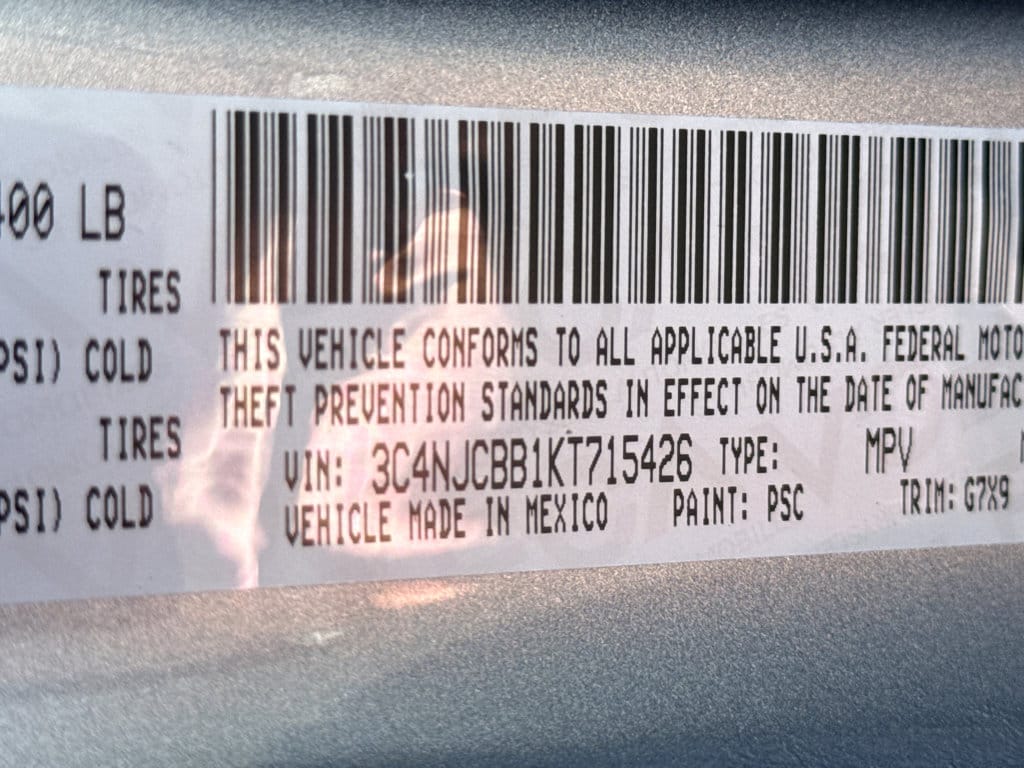 400 LB
TIRES
PSI) COLD
TIRES
PSI) COLD
THIS VEHICLE CONFORMS TO ALL APPLICABLE U.S.A. FEDERAL MOTO
THEFT PREVENTION STANDARDS IN EFFECT ON THE DATE OF MANUFAC
VIN: 3C4NJCBB1KT715426 TYPE: MPV
VEHICLE MADE IN MEXICO PAINT: PSC TRIM: G7X9